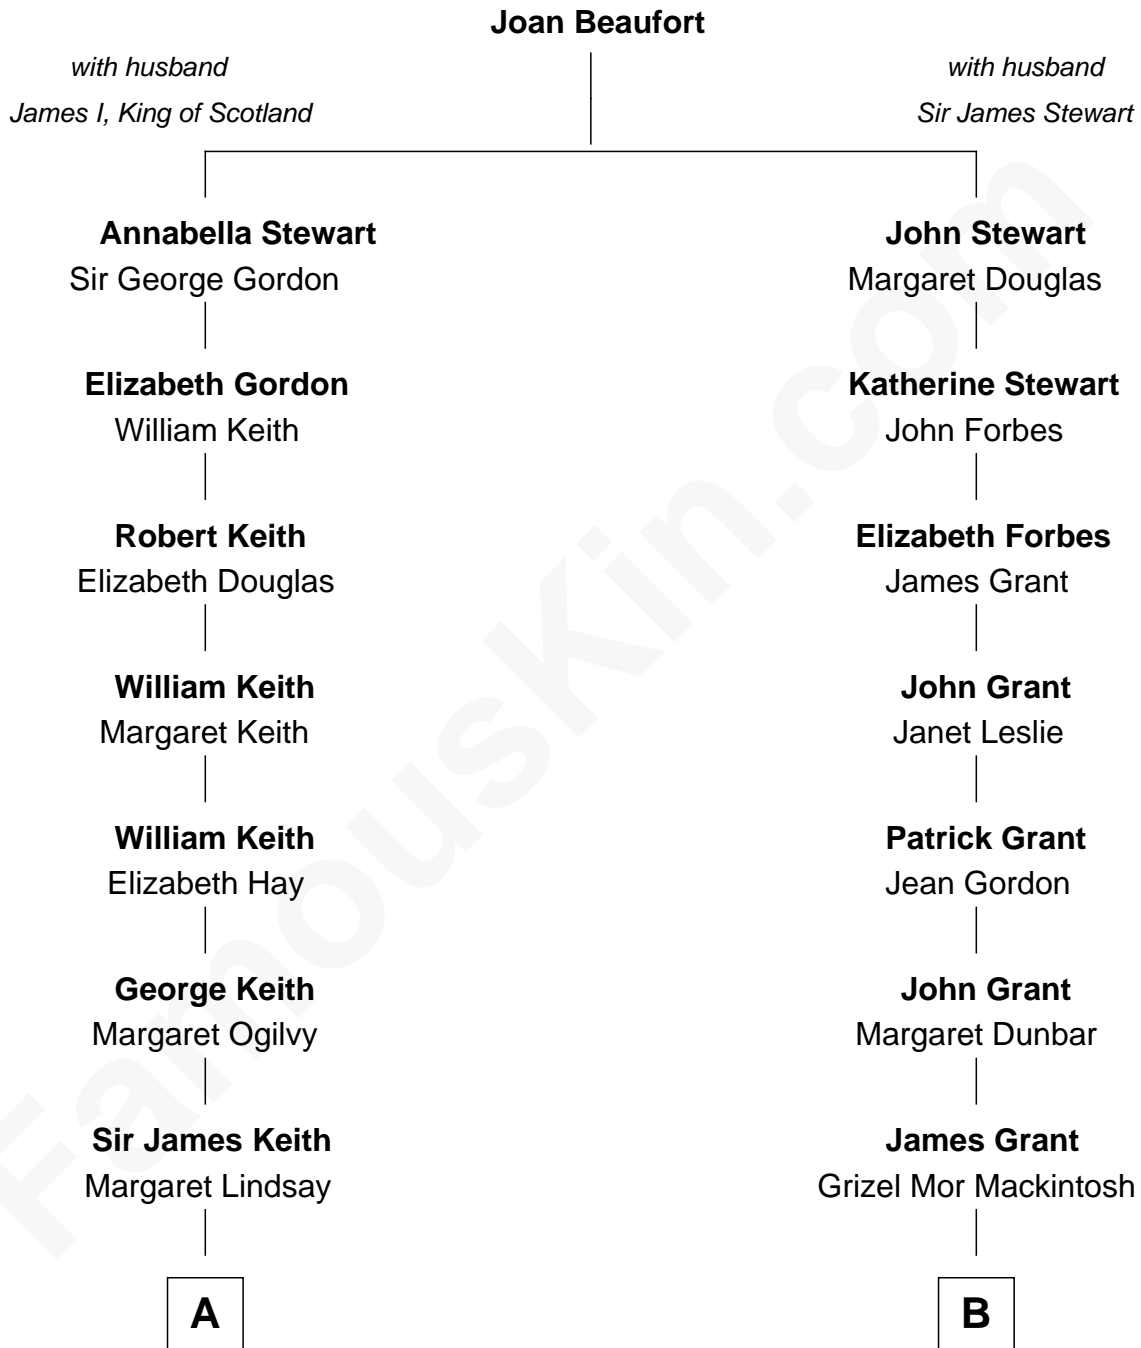 Joan Beaufort
with husband
James I, King of Scotland
with husband
Sir James Stewart
Annabella Stewart
Sir George Gordon
John Stewart
Margaret Douglas
Elizabeth Gordon
William Keith
Katherine Stewart
John Forbes
Robert Keith
Elizabeth Douglas
Elizabeth Forbes
James Grant
William Keith
Margaret Keith
John Grant
Janet Leslie
William Keith
Elizabeth Hay
Patrick Grant
Jean Gordon
George Keith
Margaret Ogilvy
John Grant
Margaret Dunbar
Sir James Keith
Margaret Lindsay
James Grant
Grizel Mor Mackintosh
A
B
FamousKin.com